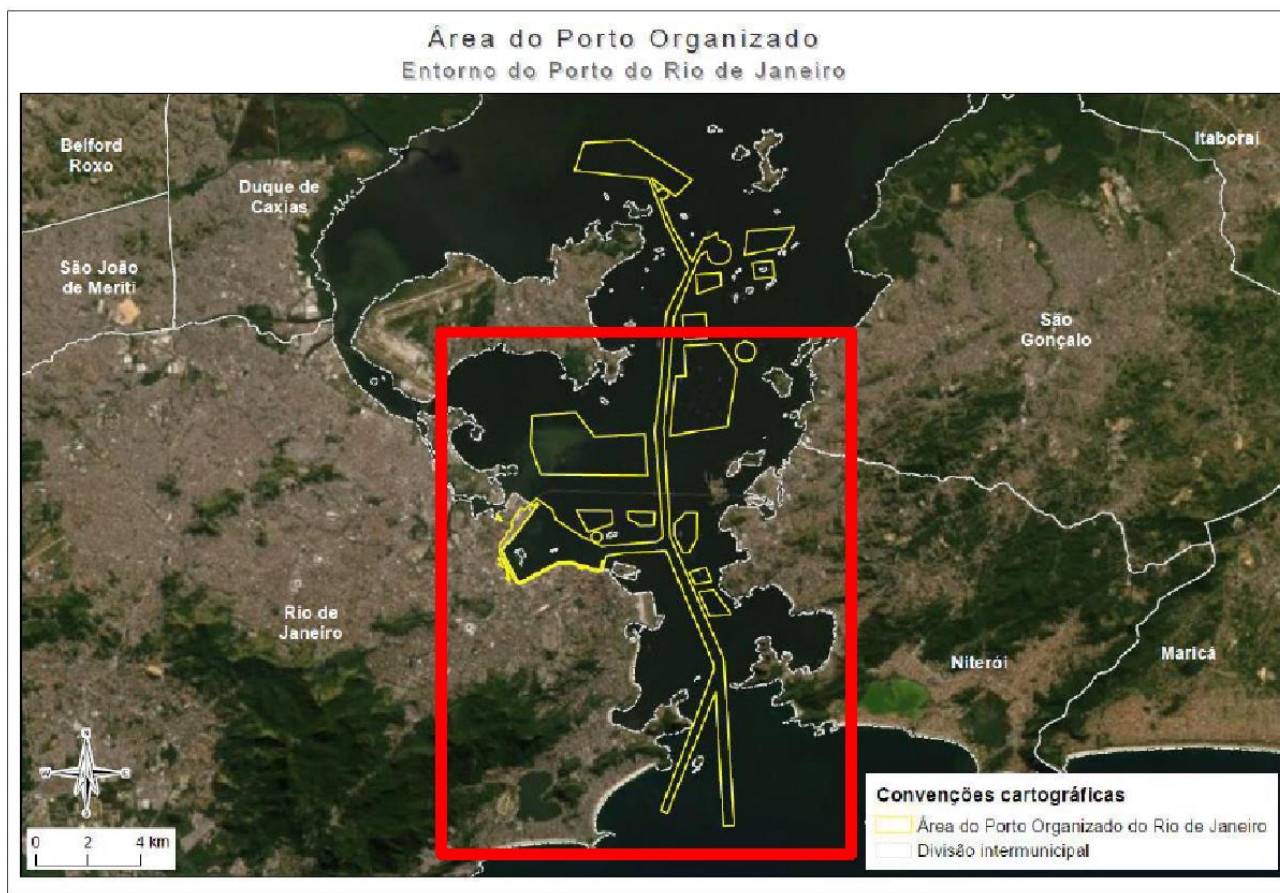 Área do Porto Organizado
Entorno do Porto do Rio de Janeiro
Belford
Roxo
Duque de
Caxias
Itaboraí
São João
de Meriti
São
Gonçalo
Rio de
Janeiro
Niterói
Maricá
N
W
E
S
0 2 4 km
Convenções cartográficas
Área do Porto Organizado do Rio de Janeiro
Divisão intermunicipal